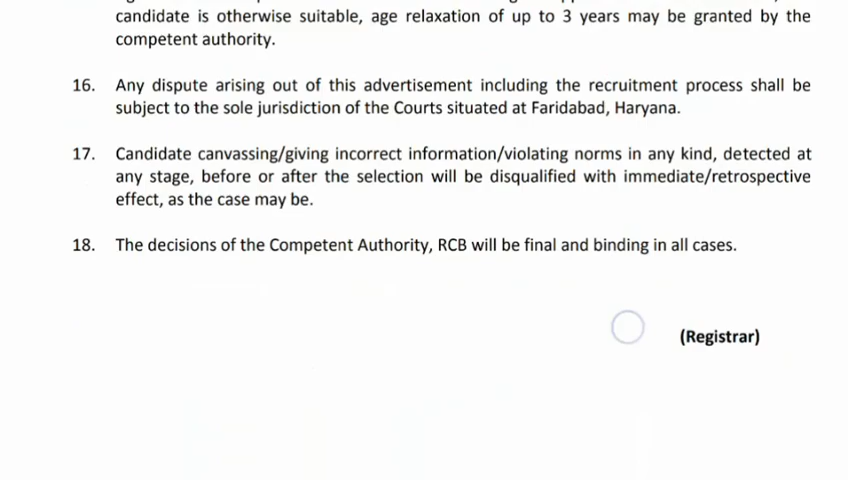 candidate is otherwise suitable, age relaxation of up to 3 years may be granted by the
competent authority.
16. Any dispute arising out of this advertisement including the recruitment process shall be
subject to the sole jurisdiction of the Courts situated at Faridabad, Haryana.
17. Candidate canvassing/giving incorrect information/violating norms in any kind, detected at
any stage, before or after the selection will be disqualified with immediate/retrospective
effect, as the case may be.
18. The decisions of the Competent Authority, RCB will be final and binding in all cases.
(Registrar)